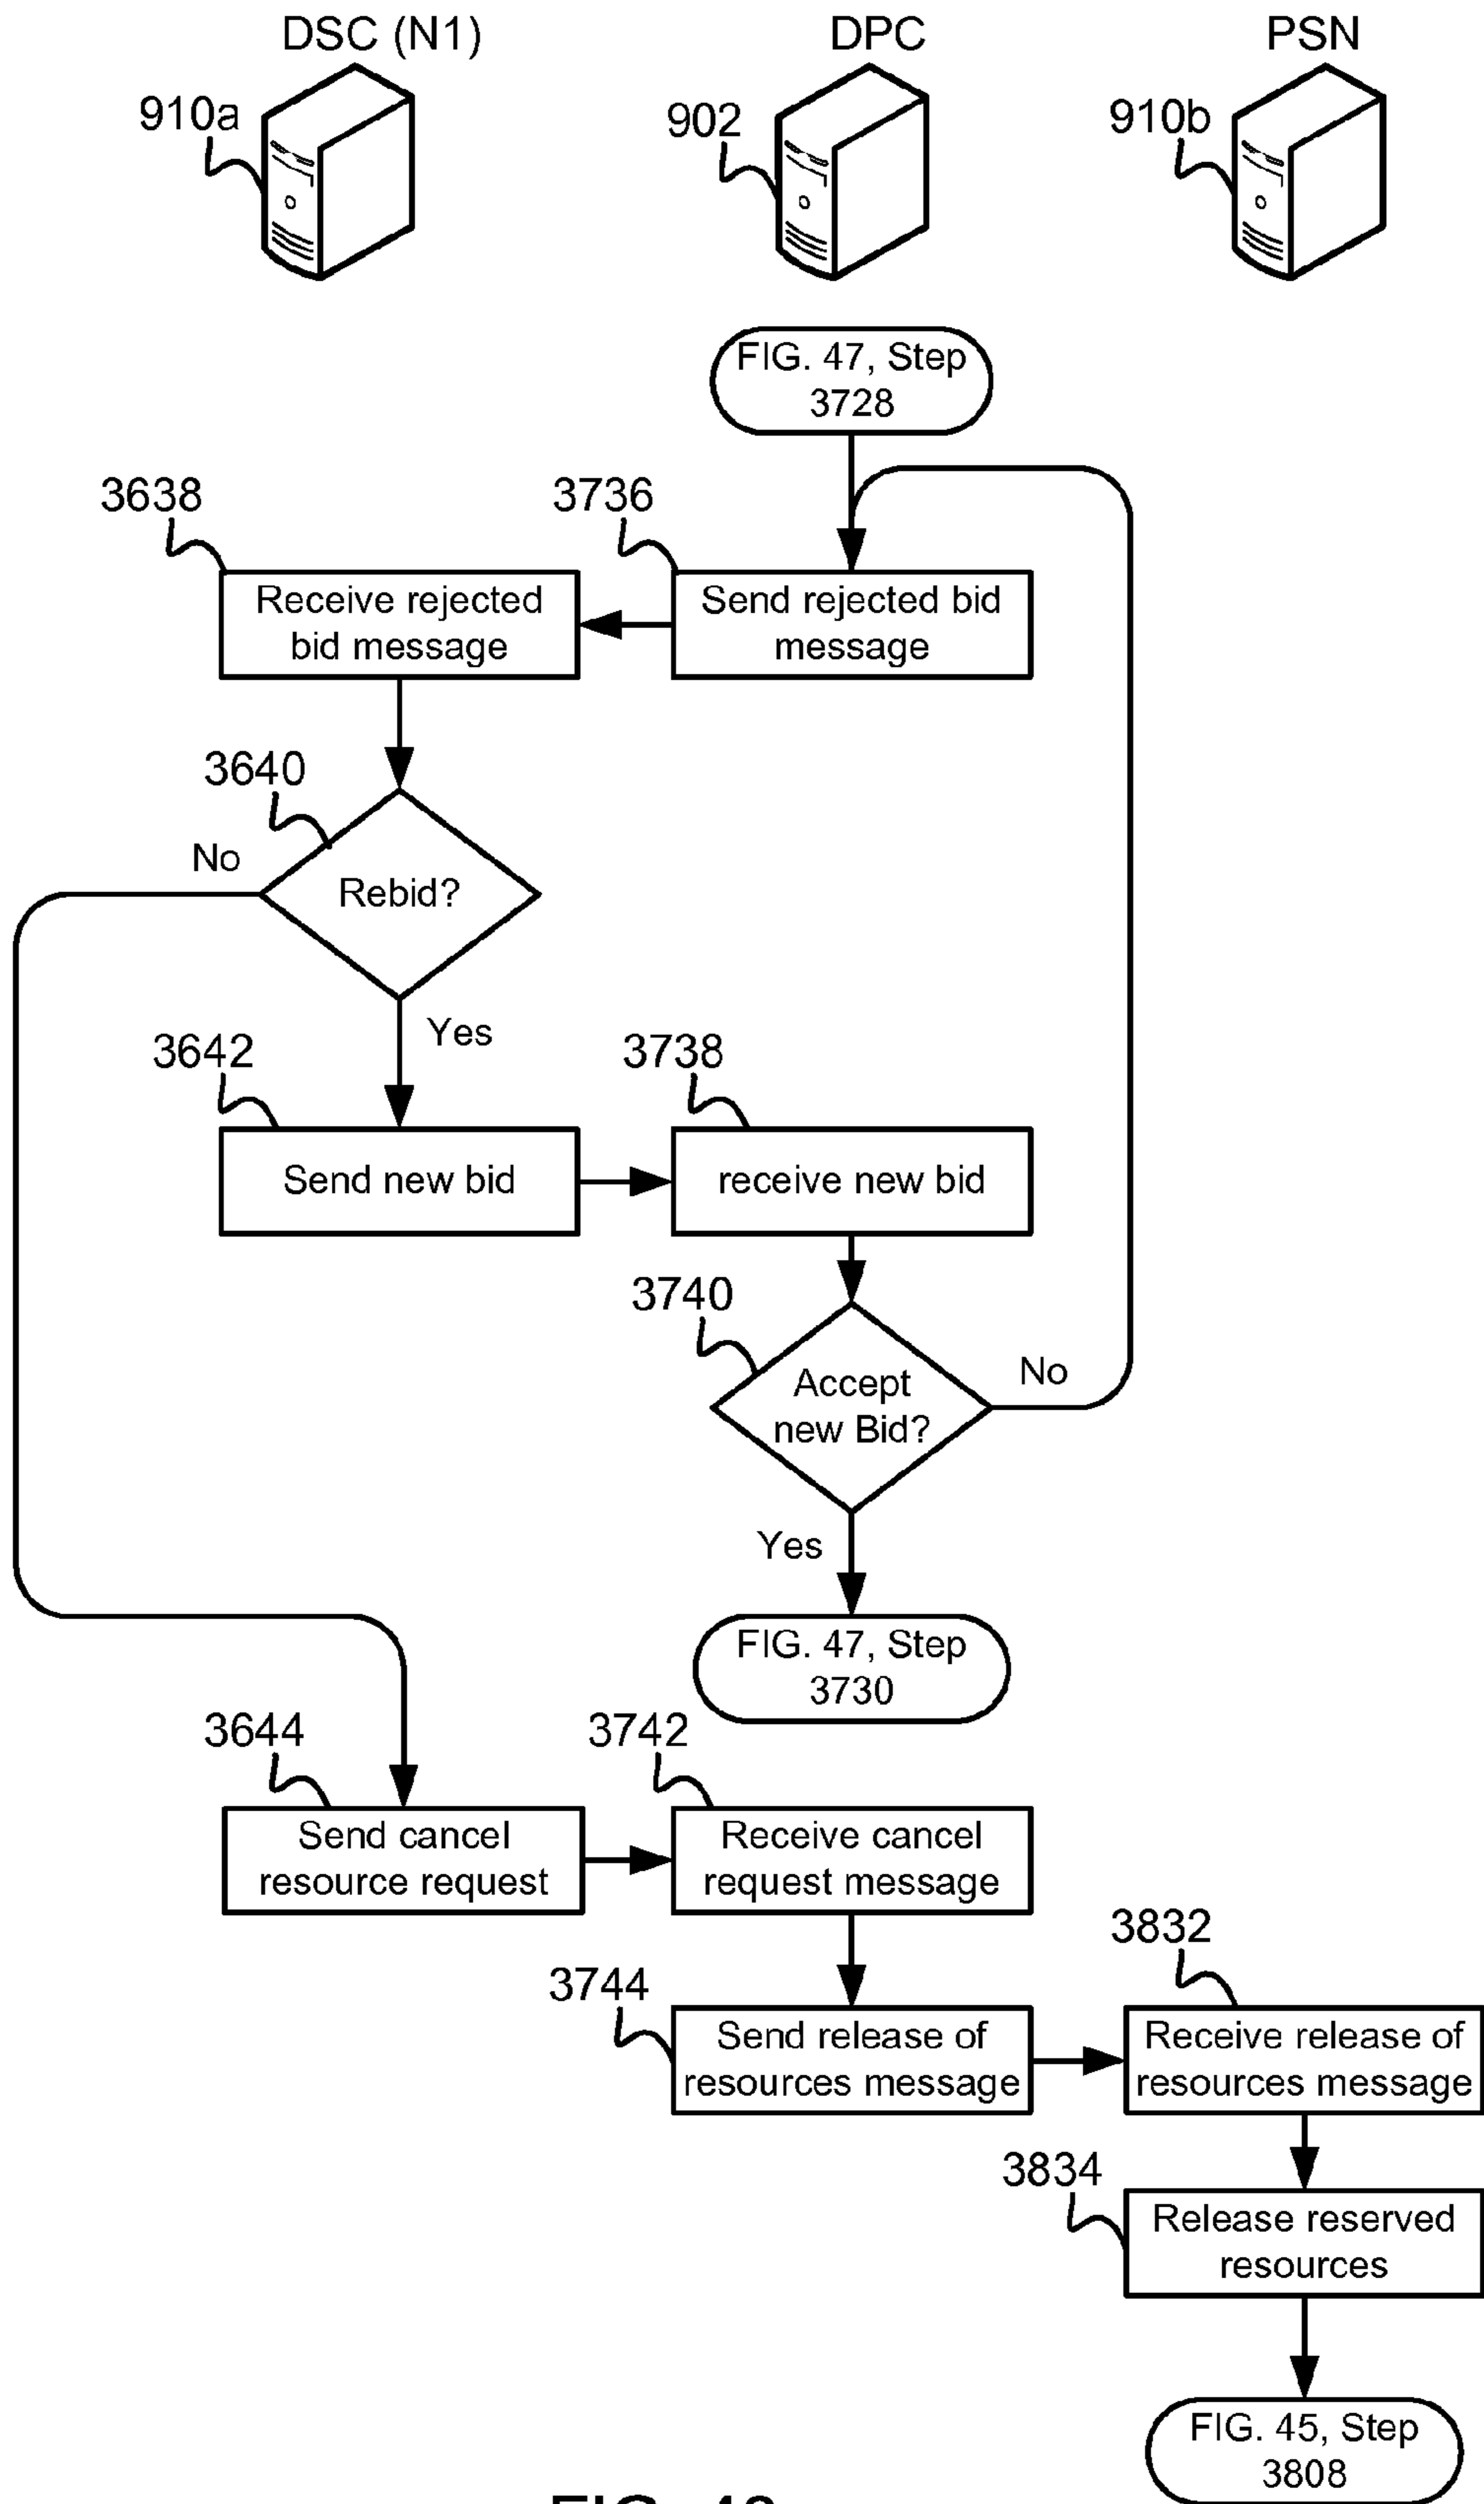 DSC (N1)
DPC
PSN
910a
902
910b
FIG. 47, Step
3728
3638
3736
Receive rejected
bid message
Send rejected bid
message
3640
No
Rebid?
Yes
3642
3738
Send new bid
receive new bid
3740
Accept
new Bid?
No
Yes
FIG. 47, Step
3730
3644
3742
Send cancel
resource request
Receive cancel
request message
3832
3744
Send release of
resources message
Receive release of
resources message
3834
Release reserved
resources
FIG. 45, Step
3808
FIG.